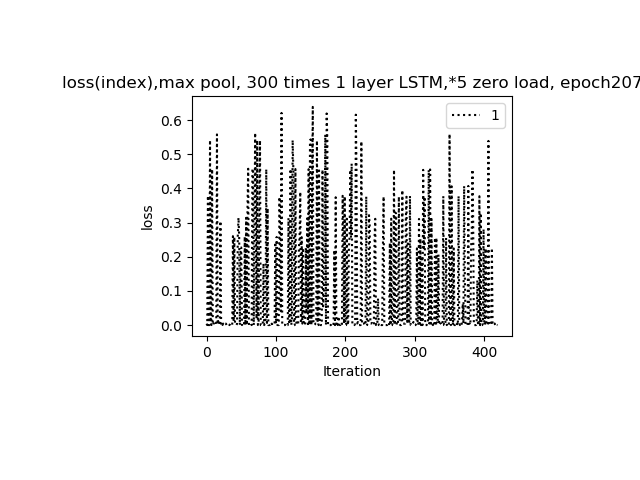 loss(index),max pool, 300 times 1 layer LSTM,*5 zero load, epoch207
1
0.6
0.5
0.4
0.3
0.2
0.1
0.0
loss
0 100 200 300 400
Iteration